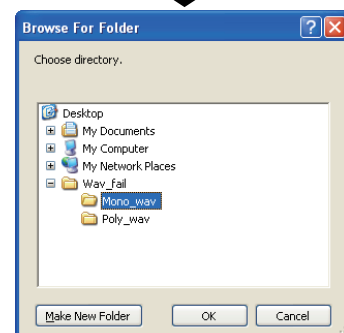 Browse For Folder
Choose directory.
Desktop
My Documents
My Computer
My Network Places
Wav_fail
Mono_wav
Poly_wav
Make New Folder OK Cancel